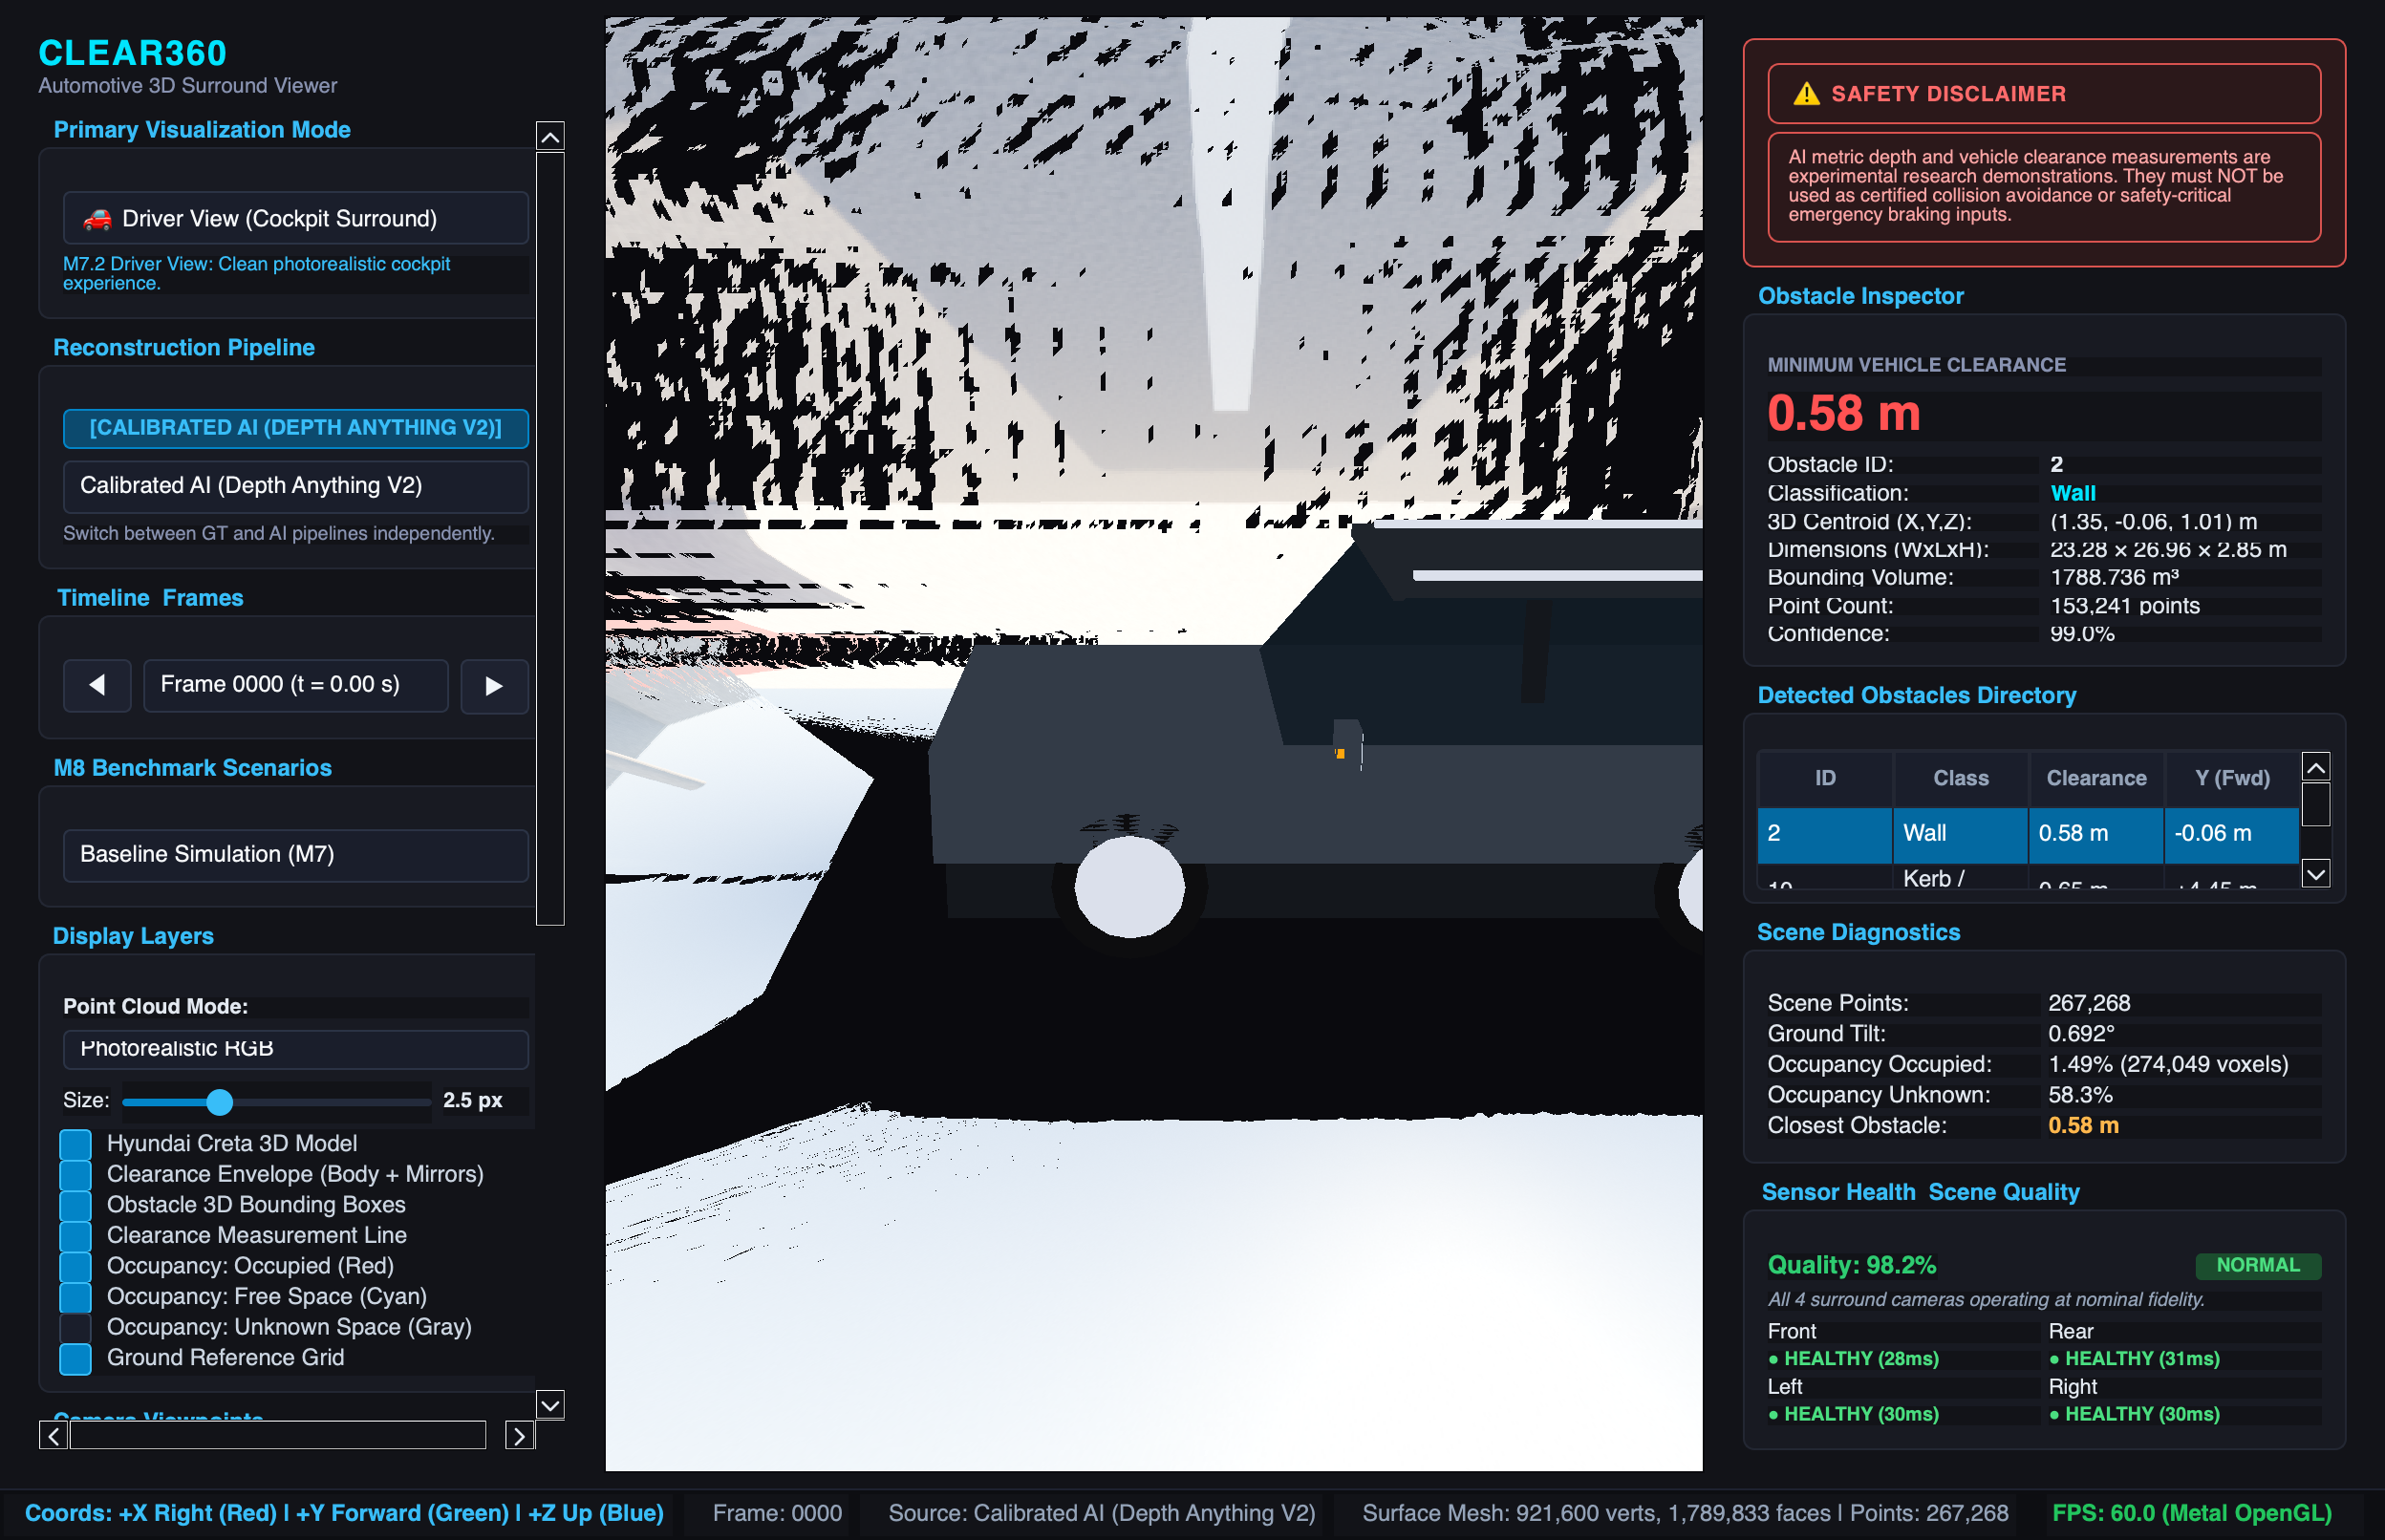 CLEAR360
Automotive 3D Surround Viewer
Primary Visualization Mode
Driver View (Cockpit Surround)
M7.2 Driver View: Clean photorealistic cockpit
experience.
Reconstruction Pipeline
[CALIBRATED AI (DEPTH ANYTHING V2)]
Calibrated AI (Depth Anything V2)
Switch between GT and AI pipelines independently.
Timeline Frames
Frame 0000 (t = 0.00 s)
M8 Benchmark Scenarios
Baseline Simulation (M7)
Display Layers
Point Cloud Mode:
Photorealistic RGB
Size:
2.5 px
Hyundai Creta 3D Model
Clearance Envelope (Body + Mirrors)
Obstacle 3D Bounding Boxes
Clearance Measurement Line
Occupancy: Occupied (Red)
Occupancy: Free Space (Cyan)
Occupancy: Unknown Space (Gray)
Ground Reference Grid
Camera Viewpoints
SAFETY DISCLAIMER
AI metric depth and vehicle clearance measurements are
experimental research demonstrations. They must NOT be
used as certified collision avoidance or safety-critical
emergency braking inputs.
Obstacle Inspector
MINIMUM VEHICLE CLEARANCE
0.58 m
Obstacle ID: 2
Classification: Wall
3D Centroid (X,Y,Z): (1.35, -0.06, 1.01) m
Dimensions (WxLxH): 23.28 × 26.96 × 2.85 m
Bounding Volume: 1788.736 m³
Point Count: 153,241 points
Confidence: 99.0%
Detected Obstacles Directory
ID Class Clearance Y (Fwd)
2 Wall 0.58 m -0.06 m
10 Kerb / 0.65 m +4.45 m
Scene Diagnostics
Scene Points: 267,268
Ground Tilt: 0.692°
Occupancy Occupied: 1.49% (274,049 voxels)
Occupancy Unknown: 58.3%
Closest Obstacle: 0.58 m
Sensor Health Scene Quality
Quality: 98.2% NORMAL
All 4 surround cameras operating at nominal fidelity.
Front Rear
● HEALTHY (28ms) ● HEALTHY (31ms)
Left Right
● HEALTHY (30ms) ● HEALTHY (30ms)
Coords: +X Right (Red) | +Y Forward (Green) | +Z Up (Blue) Frame: 0000 Source: Calibrated AI (Depth Anything V2) Surface Mesh: 921,600 verts, 1,789,833 faces | Points: 267,268 FPS: 60.0 (Metal OpenGL)